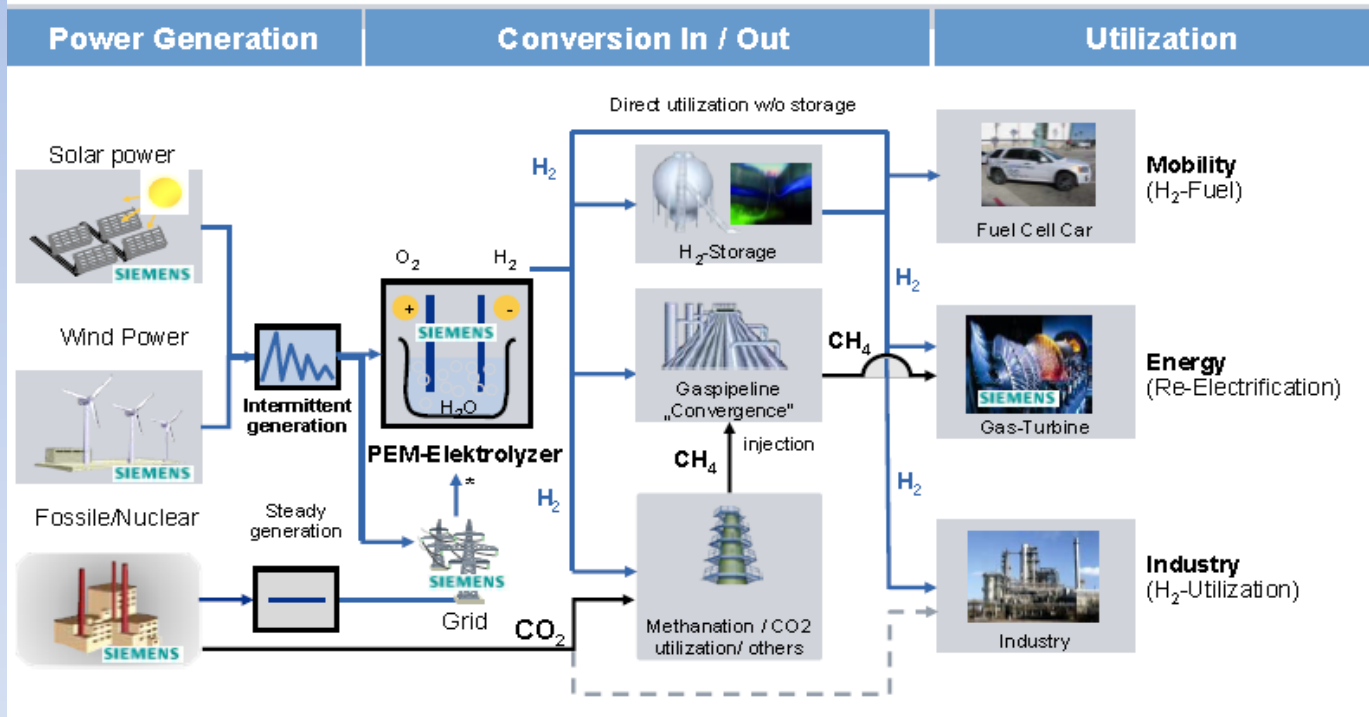 Power Generation
Conversion In / Out
Utilization
Direct utilization w/o storage
Solar power
SIEMENS
Wind Power
SIEMENS
Fossile/Nuclear
SIEMENS
Intermittent
generation
Steady
generation
O₂
H₂
+
-
SIEMENS
H₂O
PEM-Elektrolyzer
*
SIEMENS
Grid
CO₂
H₂
H₂
H₂-Storage
Gaspipeline
„Convergence"
CH₄
injection
Methanation / CO2
utilization/ others
CH₄
H₂
H₂
Fuel Cell Car
Mobility
(H₂-Fuel)
SIEMENS
Gas-Turbine
Energy
(Re-Electrification)
Industry
Industry
(H₂-Utilization)